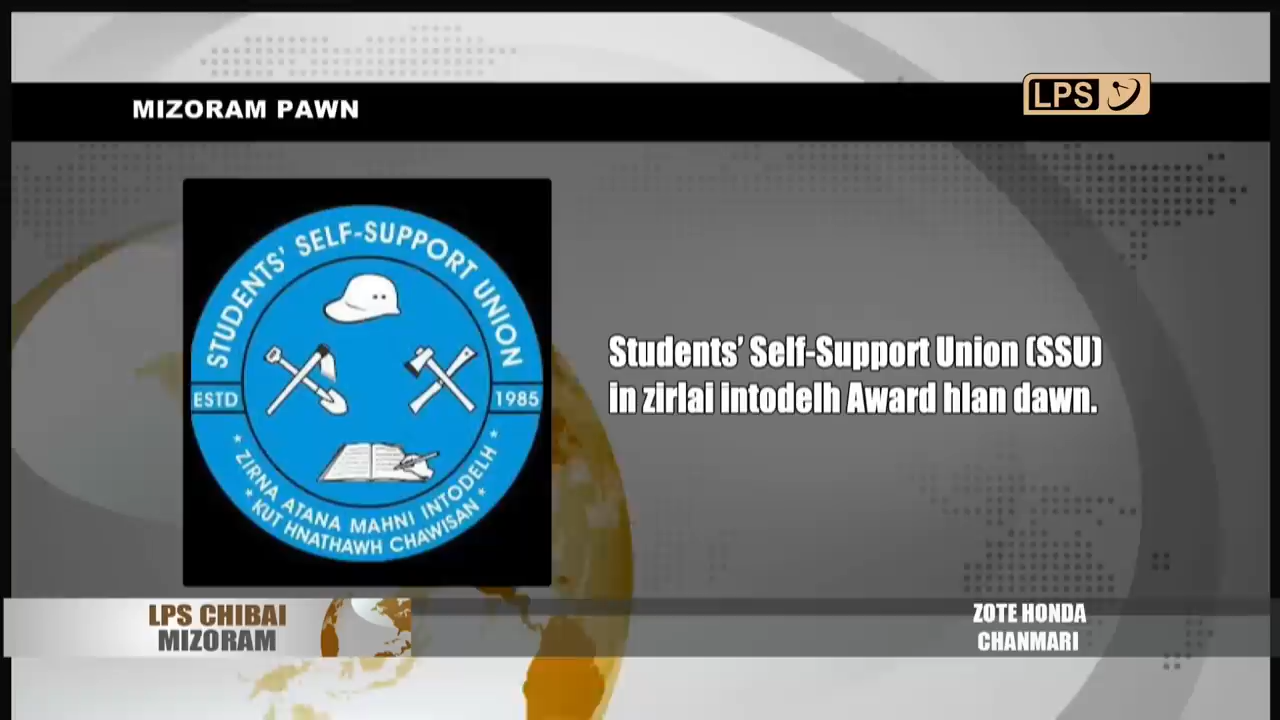 MIZORAM PAWN
LPS
STUDENTS' SELF-SUPPORT UNION
ESTD 1985
* ZIRNA ATANA MAHNI INTODELH *
* KUT HNATHAWH CHAWISAN *
Students' Self-Support Union (SSU)
in zirlai intodelh Award hlan dawn.
LPS CHIBAI
MIZORAM
ZOTE HONDA
CHANMARI